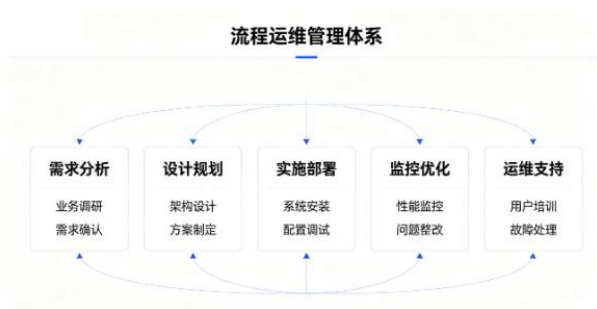 流程运维管理体系
需求分析
业务调研
需求确认
设计规划
架构设计
方案制定
实施部署
系统安装
配置调试
监控优化
性能监控
问题整改
运维支持
用户培训
故障处理